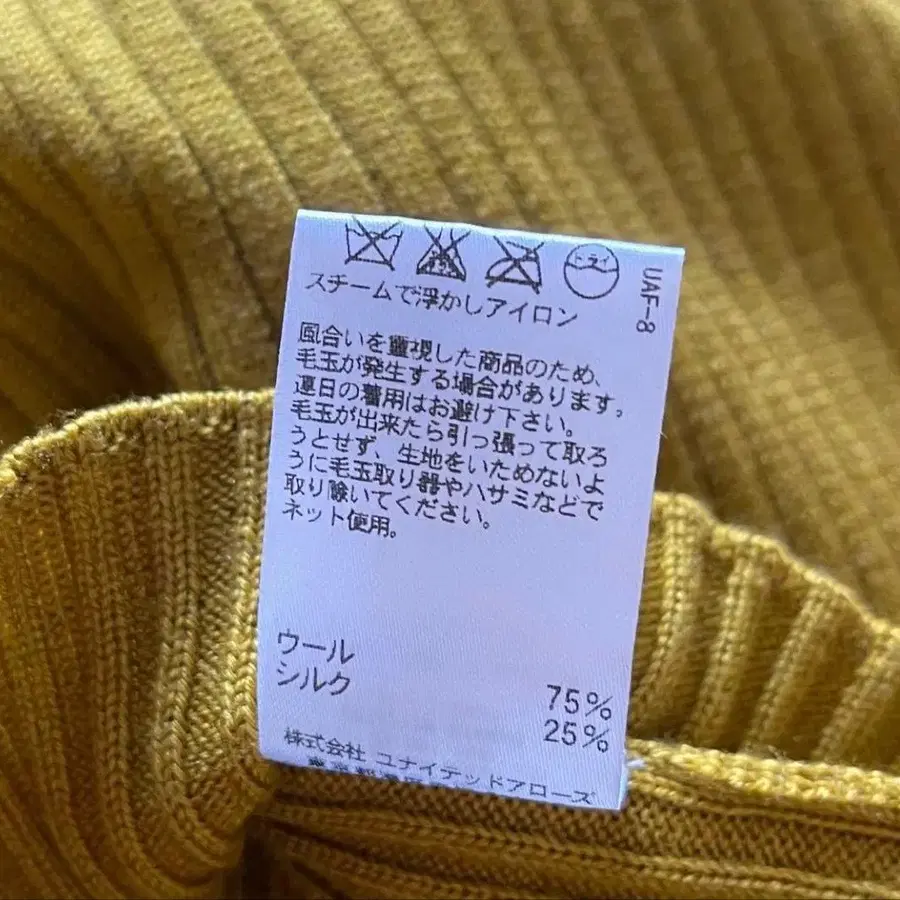 ドライ
UAF-8
スチームで浮かしアイロン
風合いを重視した商品のため、
毛玉が発生する場合があります。
連日の着用はお避け下さい。
毛玉が出来たら引っ張って取ろ
うとせず、生地をいためないよ
うに毛玉取り器やハサミなどで
取り除いてください。
ネット使用。
ウール 75%
シルク 25%
株式会社 ユナイテッドアローズ
東京都港区